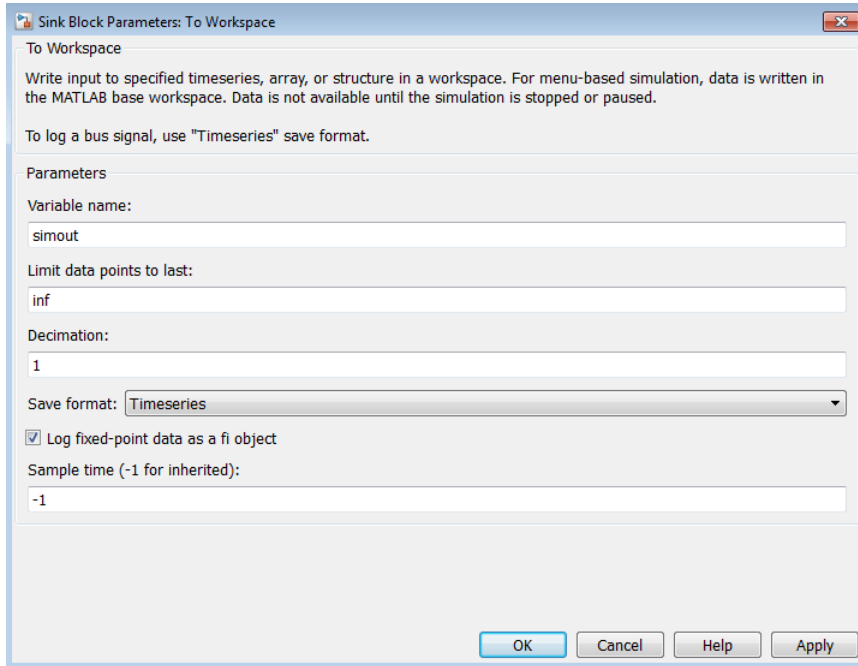 Sink Block Parameters: To Workspace
To Workspace
Write input to specified timeseries, array, or structure in a workspace. For menu-based simulation, data is written in
the MATLAB base workspace. Data is not available until the simulation is stopped or paused.
To log a bus signal, use "Timeseries" save format.
Parameters
Variable name:
simout
Limit data points to last:
inf
Decimation:
1
Save format: Timeseries
Log fixed-point data as a fi object
Sample time (-1 for inherited):
-1
OK Cancel Help Apply